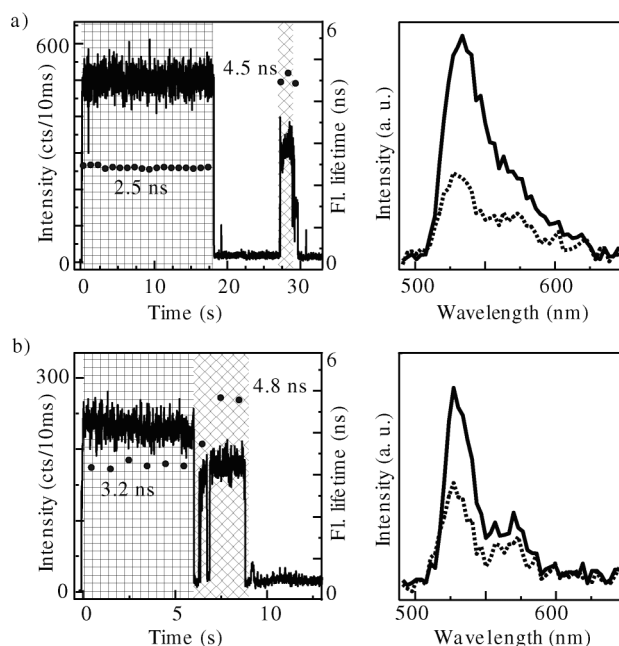 a)
600
300
0
Intensity (cts/10ms)
4.5 ns
2.5 ns
6
4
2
0
Fl. lifetime (ns)
0 10 20 30
Time (s)
Intensity (a. u.)
500 600
Wavelength (nm)
b)
300
150
0
Intensity (cts/10ms)
4.8 ns
3.2 ns
6
4
2
0
Fl. lifetime (ns)
0 5 10
Time (s)
Intensity (a. u.)
500 600
Wavelength (nm)